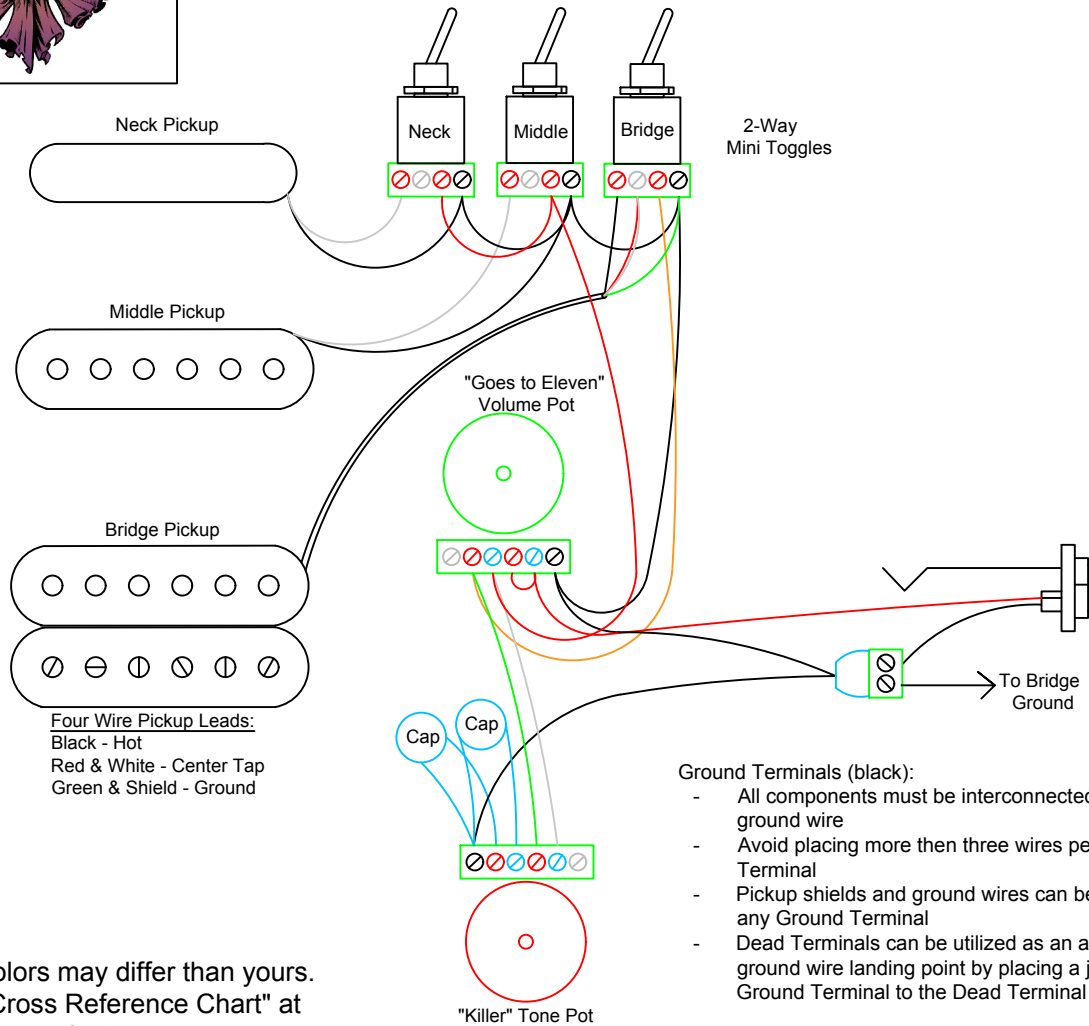 Neck Pickup
Neck
Middle
Bridge
2-Way
Mini Toggles
Middle Pickup
"Goes to Eleven"
Volume Pot
Bridge Pickup
Four Wire Pickup Leads:
Black - Hot
Red & White - Center Tap
Green & Shield - Ground
Cap
Cap
To Bridge
Ground
Ground Terminals (black):
- All components must be interconnected
ground wire
- Avoid placing more then three wires pe
Terminal
- Pickup shields and ground wires can be
any Ground Terminal
- Dead Terminals can be utilized as an a
ground wire landing point by placing a j
Ground Terminal to the Dead Terminal
olors may differ than yours.
Cross Reference Chart" at
"Killer" Tone Pot